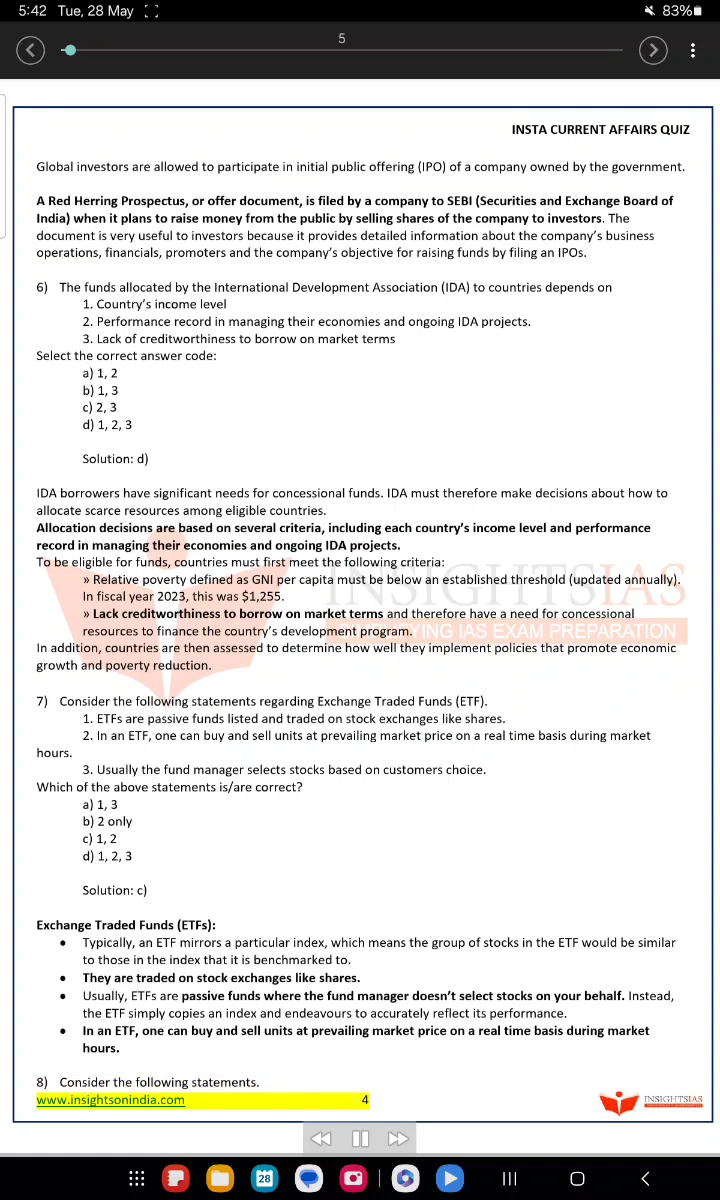 5:42 Tue, 28 May
83%
5
INSTA CURRENT AFFAIRS QUIZ
Global investors are allowed to participate in initial public offering (IPO) of a company owned by the government.
A Red Herring Prospectus, or offer document, is filed by a company to SEBI (Securities and Exchange Board of
India) when it plans to raise money from the public by selling shares of the company to investors. The
document is very useful to investors because it provides detailed information about the company's business
operations, financials, promoters and the company's objective for raising funds by filing an IPOs.
6) The funds allocated by the International Development Association (IDA) to countries depends on
1. Country's income level
2. Performance record in managing their economies and ongoing IDA projects.
3. Lack of creditworthiness to borrow on market terms
Select the correct answer code:
a) 1, 2
b) 1, 3
c) 2, 3
d) 1, 2, 3
Solution: d)
IDA borrowers have significant needs for concessional funds. IDA must therefore make decisions about how to
allocate scarce resources among eligible countries.
Allocation decisions are based on several criteria, including each country's income level and performance
record in managing their economies and ongoing IDA projects.
To be eligible for funds, countries must first meet the following criteria:
» Relative poverty defined as GNI per capita must be below an established threshold (updated annually).
In fiscal year 2023, this was $1,255.
» Lack creditworthiness to borrow on market terms and therefore have a need for concessional
resources to finance the country's development program.
In addition, countries are then assessed to determine how well they implement policies that promote economic
growth and poverty reduction.
INSIGHTSIAS
SIMPLIFYING IAS EXAM PREPARATION
7) Consider the following statements regarding Exchange Traded Funds (ETF).
1. ETFs are passive funds listed and traded on stock exchanges like shares.
2. In an ETF, one can buy and sell units at prevailing market price on a real time basis during market
hours.
3. Usually the fund manager selects stocks based on customers choice.
Which of the above statements is/are correct?
a) 1, 3
b) 2 only
c) 1, 2
d) 1, 2, 3
Solution: c)
Exchange Traded Funds (ETFs):
• Typically, an ETF mirrors a particular index, which means the group of stocks in the ETF would be similar
to those in the index that it is benchmarked to.
• They are traded on stock exchanges like shares.
• Usually, ETFs are passive funds where the fund manager doesn't select stocks on your behalf. Instead,
the ETF simply copies an index and endeavours to accurately reflect its performance.
• In an ETF, one can buy and sell units at prevailing market price on a real time basis during market
hours.
8) Consider the following statements.
www.insightsonindia.com 4
INSIGHTSIAS
28